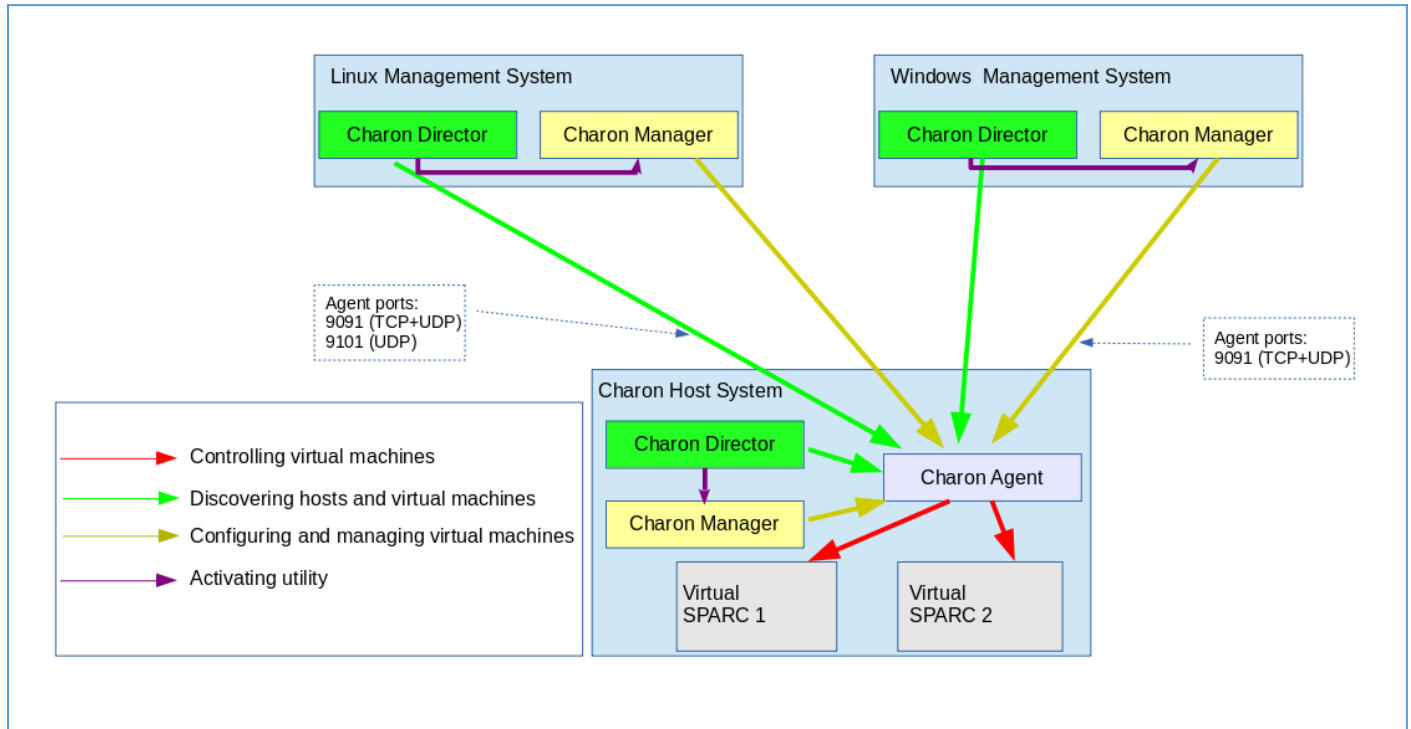 Linux Management System
Charon Director
Charon Manager
Windows Management System
Charon Director
Charon Manager
Agent ports:
9091 (TCP+UDP)
9101 (UDP)
Agent ports:
9091 (TCP+UDP)
Charon Host System
Charon Director
Charon Manager
Charon Agent
Virtual
SPARC 1
Virtual
SPARC 2
Controlling virtual machines
Discovering hosts and virtual machines
Configuring and managing virtual machines
Activating utility